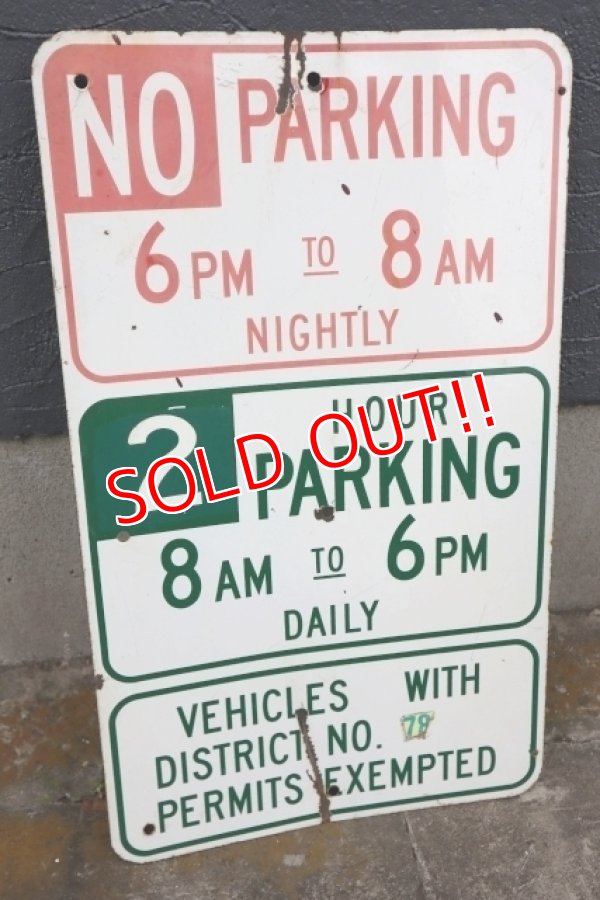 NO PARKING
6 PM TO 8 AM
NIGHTLY
2 HOUR
PARKING
SOLD OUT!!
8 AM TO 6 PM
DAILY
VEHICLES WITH
DISTRICT NO. 78
PERMITS EXEMPTED